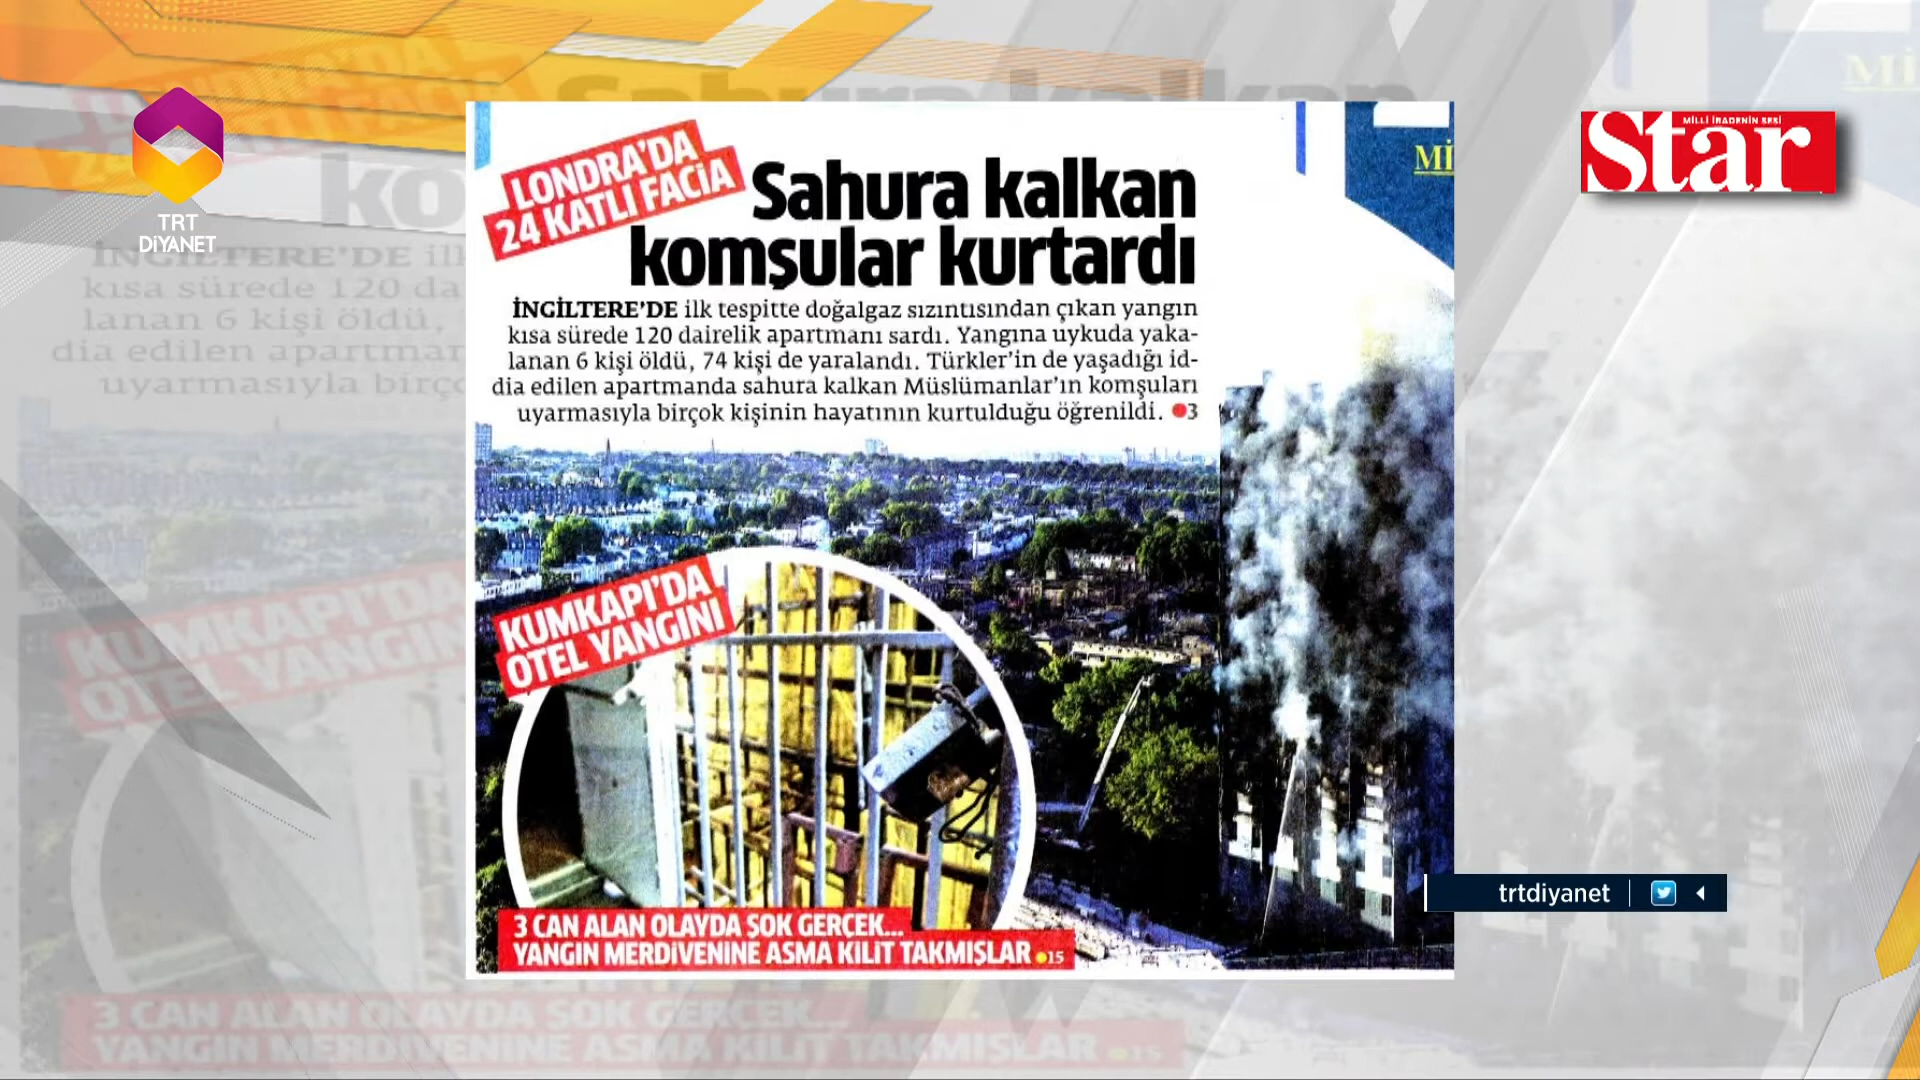 TRT
DİYANET
MİLLİ İRADENİN SESİ
Star
LONDRA'DA
24 KATLI FACİA
Sahura kalkan
komşular kurtardı
İNGİLTERE'DE ilk tespitte doğalgaz sızıntısından çıkan yangın
kısa sürede 120 dairelik apartmanı sardı. Yangına uykuda yaka-
lanan 6 kişi öldü, 74 kişi de yaralandı. Türkler'in de yaşadığı id-
dia edilen apartmanda sahura kalkan Müslümanlar'ın komşuları
uyarmasıyla birçok kişinin hayatının kurtulduğu öğrenildi. 3
Mİ
KUMKAPI'DA
OTEL YANGINI
3 CAN ALAN OLAYDA ŞOK GERÇEK...
YANGIN MERDİVENİNE ASMA KİLİT TAKMIŞLAR 15
trtdiyanet